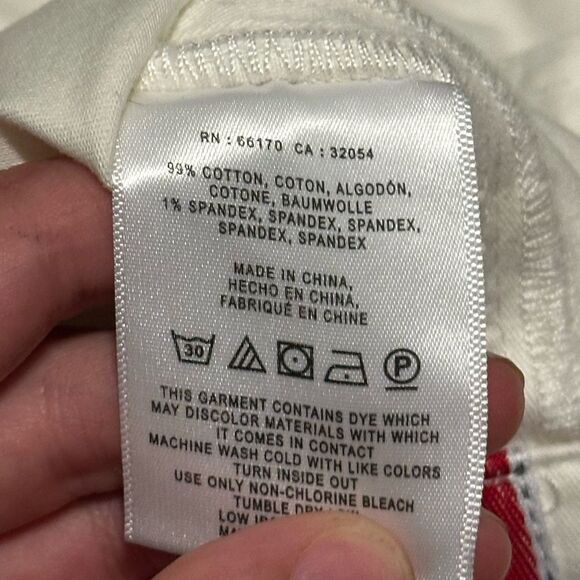 RN : 66170 CA : 32054
99% COTTON, COTON, ALGODÓN,
COTONE, BAUMWOLLE
1% SPANDEX, SPANDEX, SPANDEX,
SPANDEX, SPANDEX
MADE IN CHINA,
HECHO EN CHINA,
FABRIQUÉ EN CHINE
30 P
THIS GARMENT CONTAINS DYE WHICH
MAY DISCOLOR MATERIALS WITH WHICH
IT COMES IN CONTACT
MACHINE WASH COLD WITH LIKE COLORS
TURN INSIDE OUT
USE ONLY NON-CHLORINE BLEACH
TUMBLE DRY
LOW